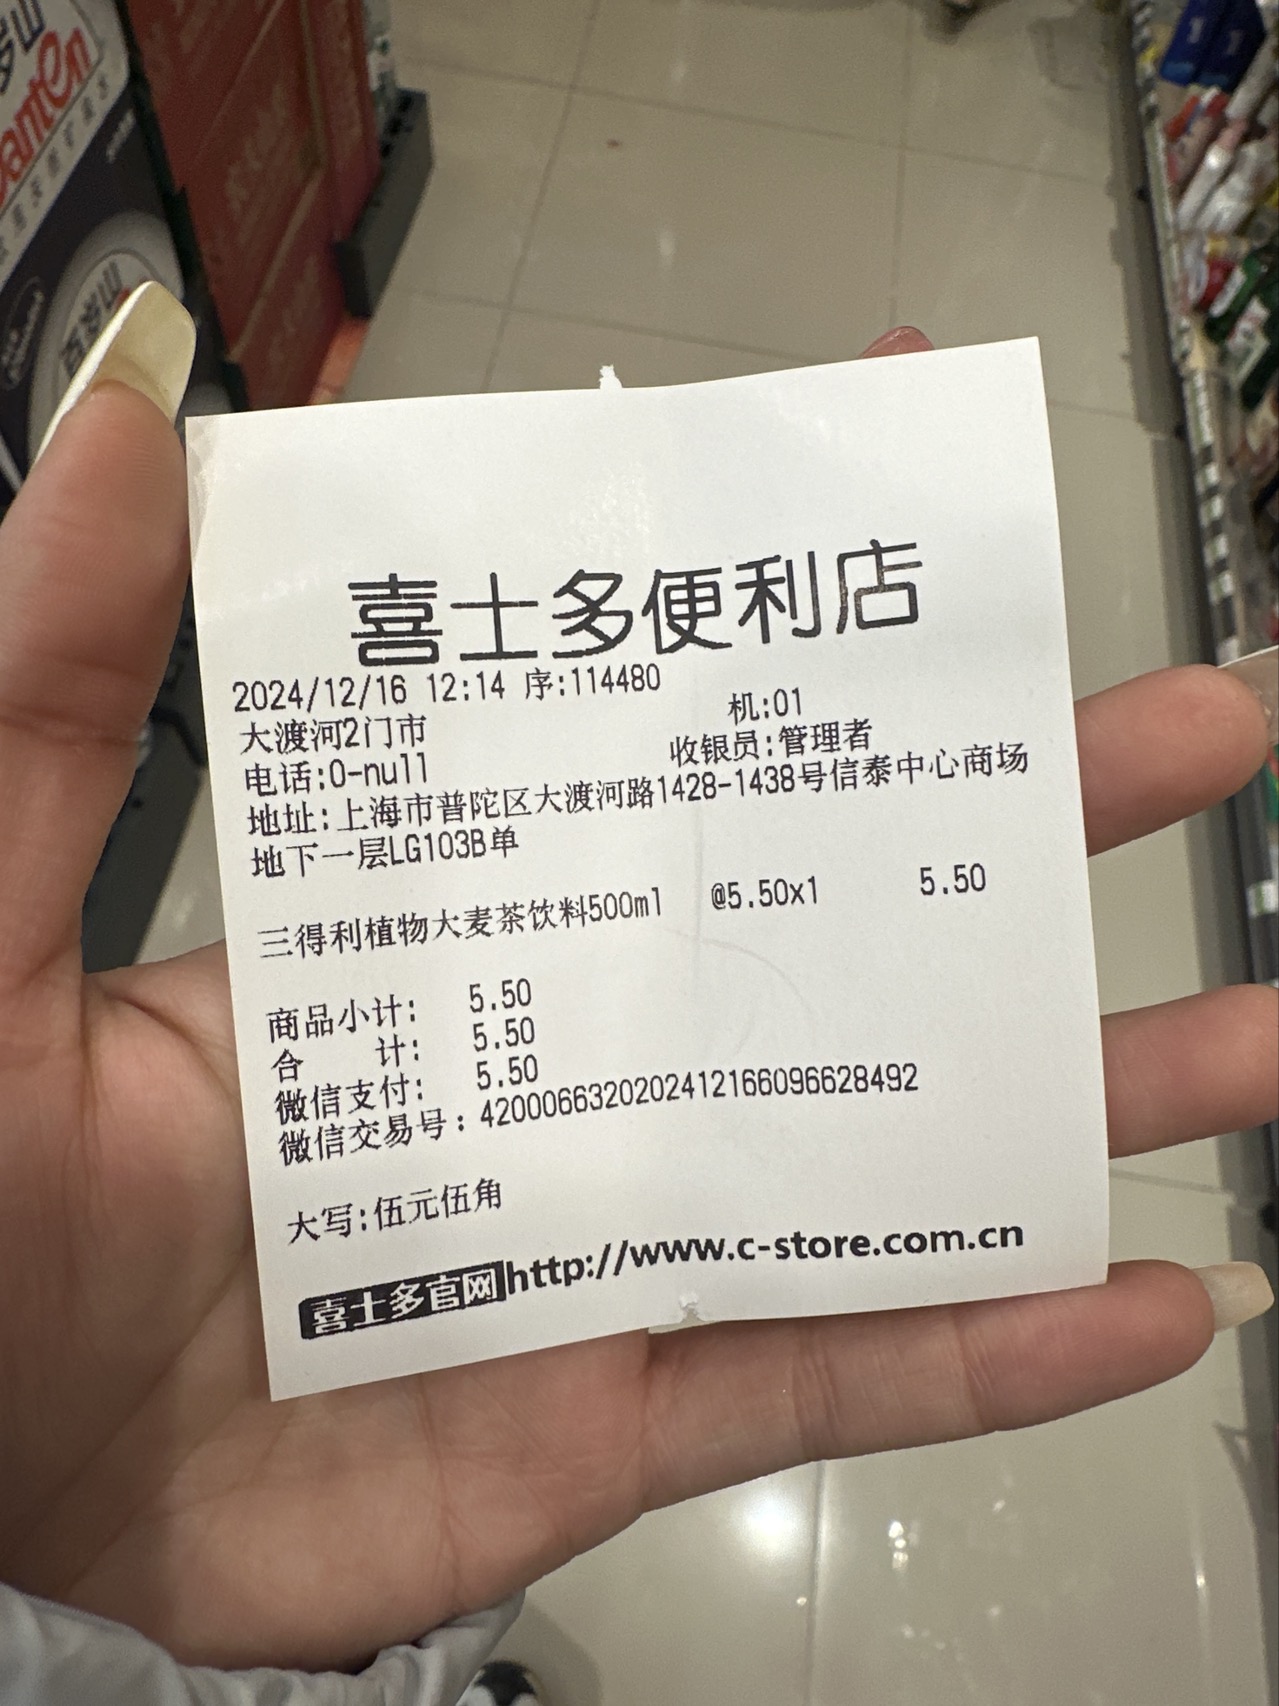 百岁山
喜士多便利店
2024/12/16 12:14 序:114480
大渡河2门市 机:01
电话:0-null 收银员:管理者
地址:上海市普陀区大渡河路1428-1438号信泰中心商场
地下一层LG103B单
三得利植物大麦茶饮料500ml @5.50x1 5.50
商品小计: 5.50
合 计: 5.50
微信支付: 5.50
微信交易号: 4200066320202412166096628492
大写:伍元伍角
喜士多官网http://www.c-store.com.cn